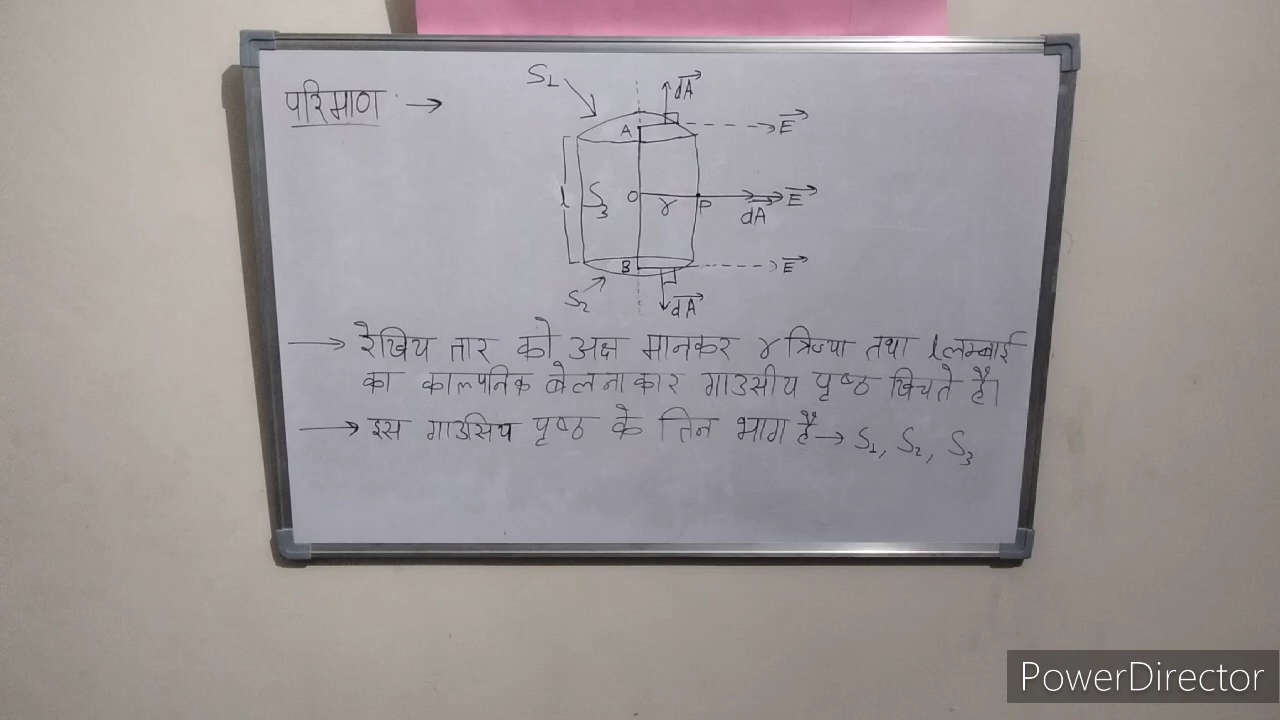 परिमाण →
S₁
dA
A
E
l
S₃
O
r
P
dA
E
B
E
S₂
dA
→ रेखिय तार को अक्ष मानकर r त्रिज्या तथा l लम्बाई
का काल्पनिक बेलनाकार गाउसीय पृष्ठ खिचते है।
→ इस गाउसिय पृष्ठ के तिन भाग है → S₁, S₂, S₃
PowerDirector